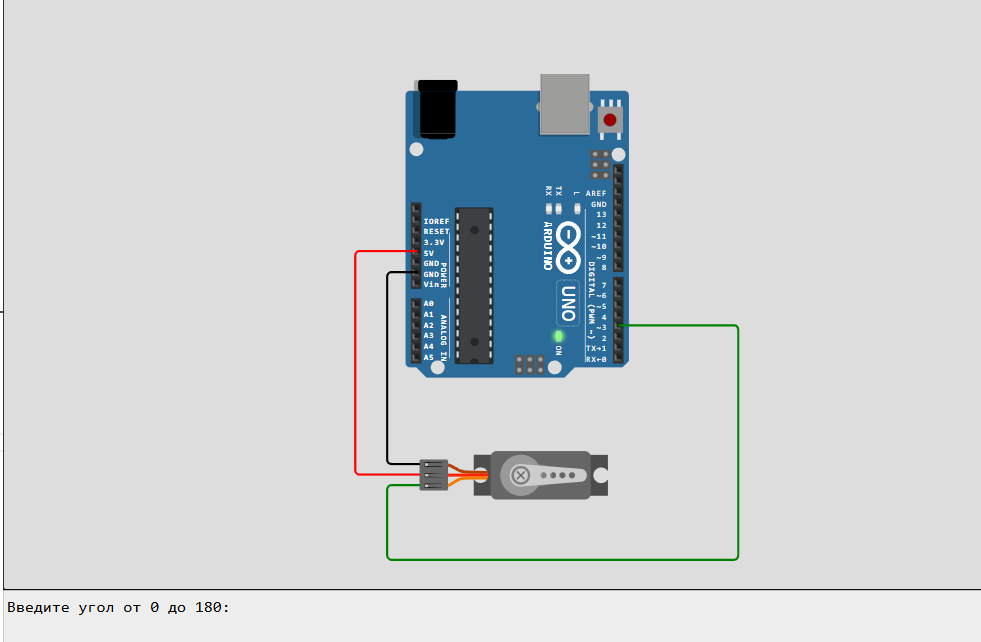 RX
TX
L
AREF
GND
13
12
~11
~10
~9
8
IOREF
RESET
3.3V
5V
GND
GND
Vin
POWER
ARDUINO
UNO
DIGITAL (PWM ~)
7
~6
~5
4
~3
2
TX→1
RX←0
A0
A1
A2
A3
A4
A5
ANALOG IN
ON
Введите угол от 0 до 180: